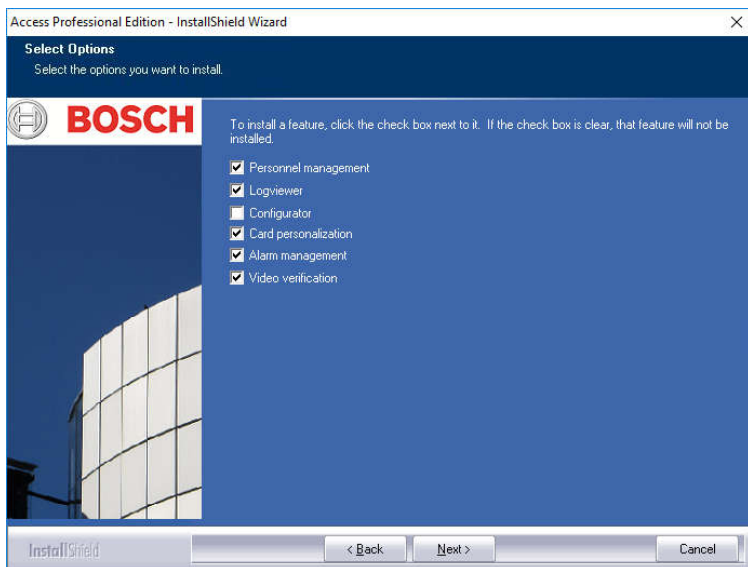 Access Professional Edition - InstallShield Wizard
Select Options
Select the options you want to install.
BOSCH
To install a feature, click the check box next to it. If the check box is clear, that feature will not be
installed.
Personnel management
Logviewer
Configurator
Card personalization
Alarm management
Video verification
InstallShield
< Back
Next >
Cancel